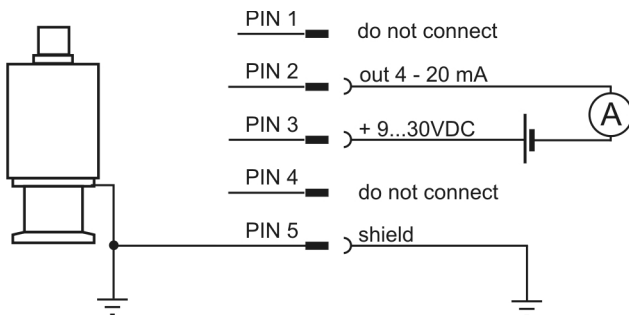 PIN 1
do not connect
PIN 2
out 4 - 20 mA
A
PIN 3
+ 9...30VDC
PIN 4
do not connect
PIN 5
shield